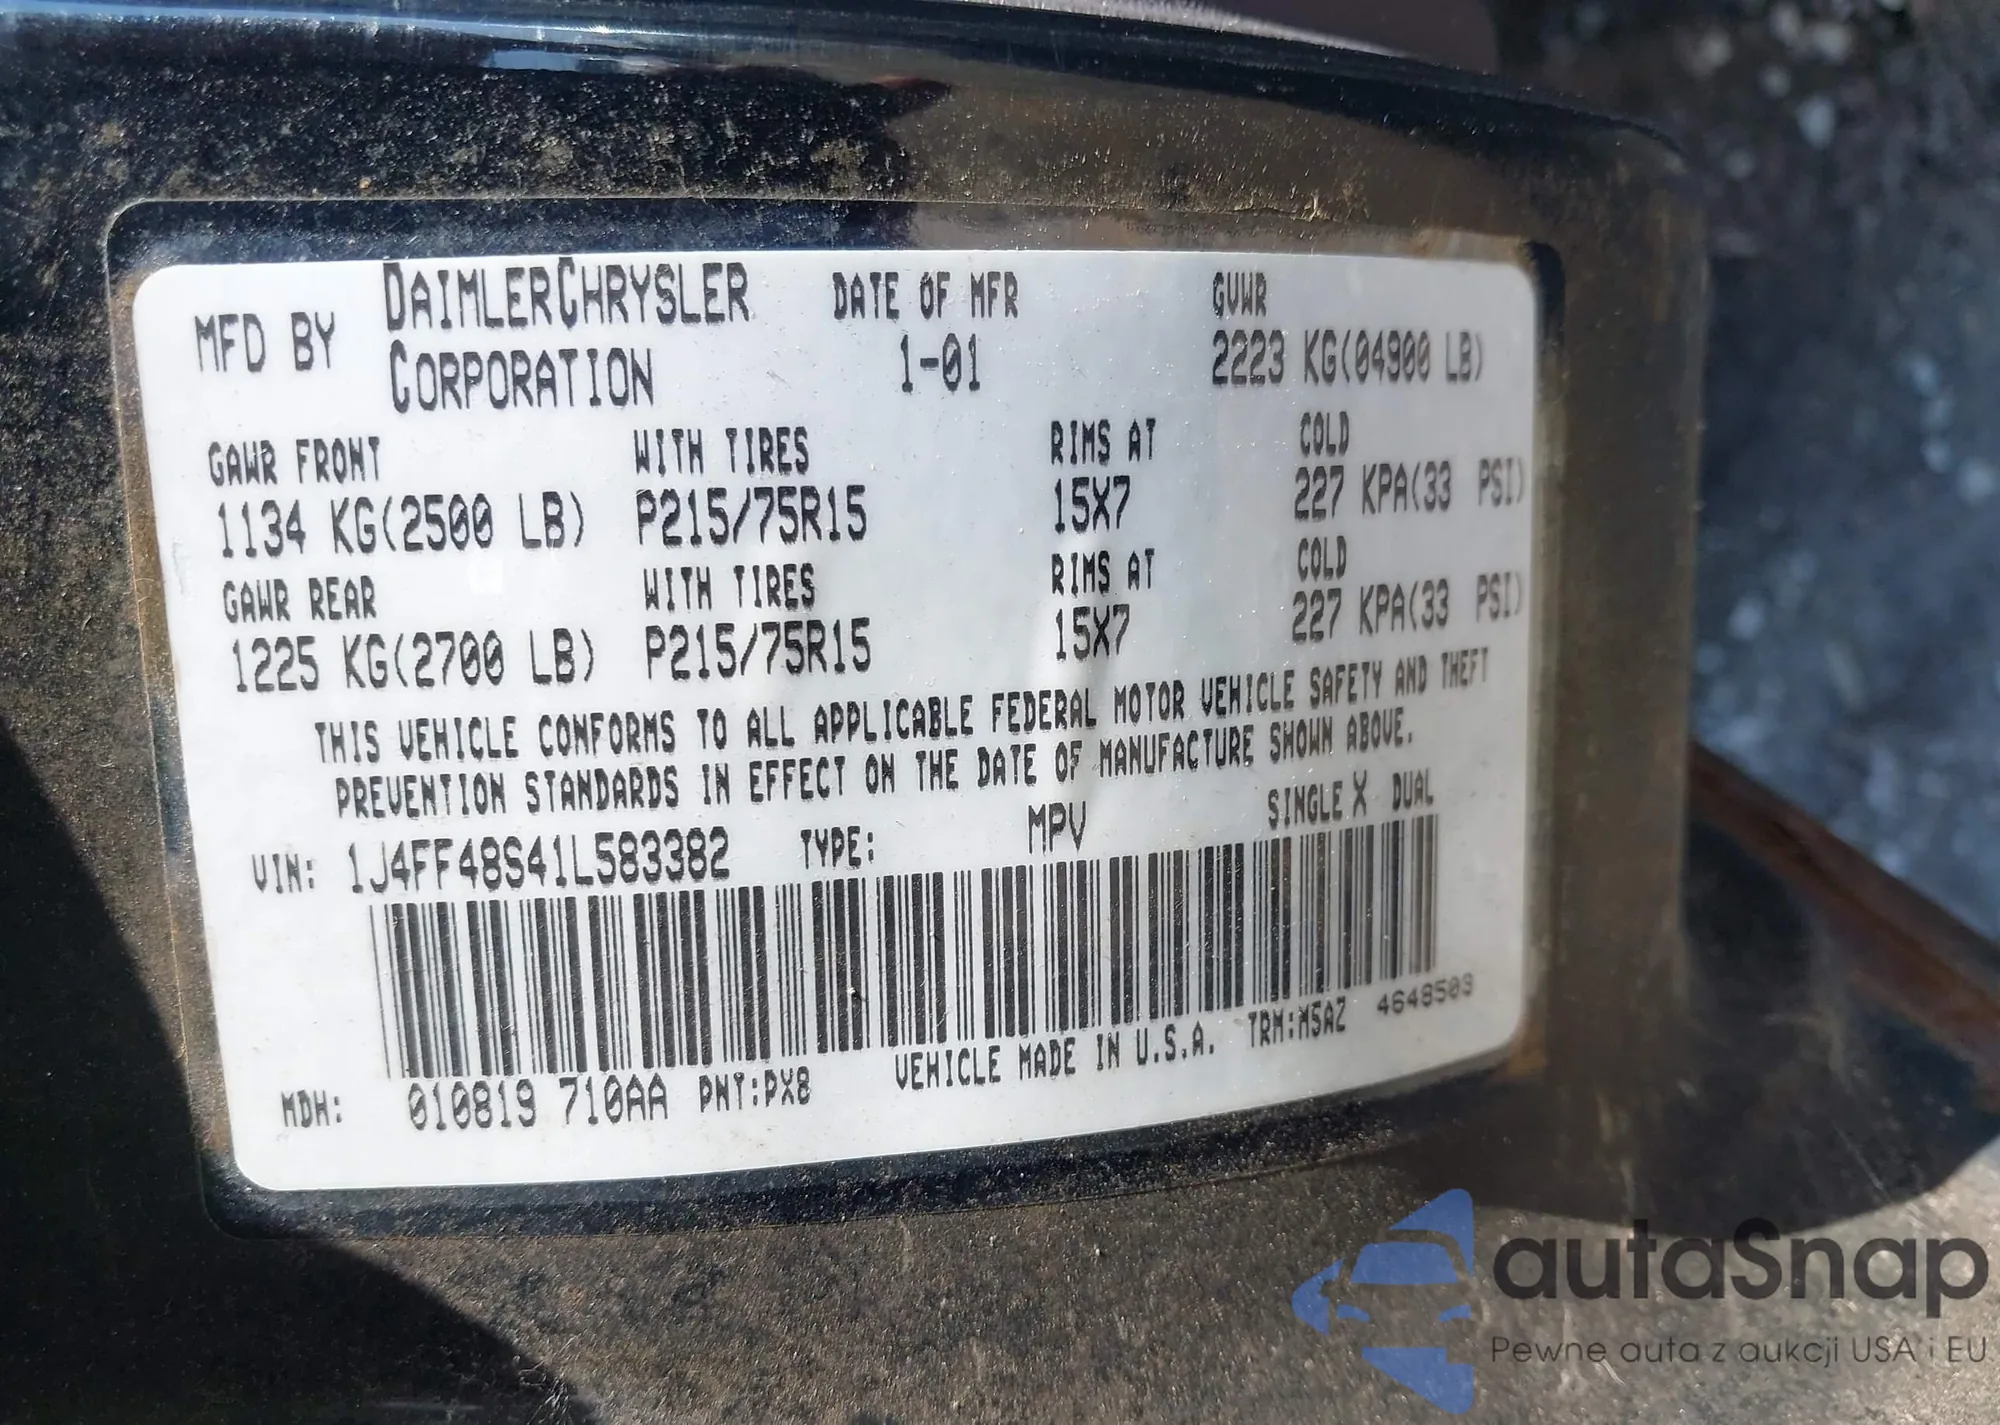 MFD BY DAIMLERCHRYSLER CORPORATION
DATE OF MFR 1-01
GVWR 2223 KG(04900 LB)
GAWR FRONT WITH TIRES RIMS AT COLD
1134 KG(2500 LB) P215/75R15 15X7 227 KPA(33 PSI)
GAWR REAR WITH TIRES RIMS AT COLD
1225 KG(2700 LB) P215/75R15 15X7 227 KPA(33 PSI)
THIS VEHICLE CONFORMS TO ALL APPLICABLE FEDERAL MOTOR VEHICLE SAFETY AND THEFT
PREVENTION STANDARDS IN EFFECT ON THE DATE OF MANUFACTURE SHOWN ABOVE.
VIN: 1J4FF48S41L583382 TYPE: MPV SINGLE X DUAL
MDH: 010819 710AA PNT:PX8 VEHICLE MADE IN U.S.A. TRM:M5AZ 4648503
autaSnap
Pewne auta z aukcji USA i EU